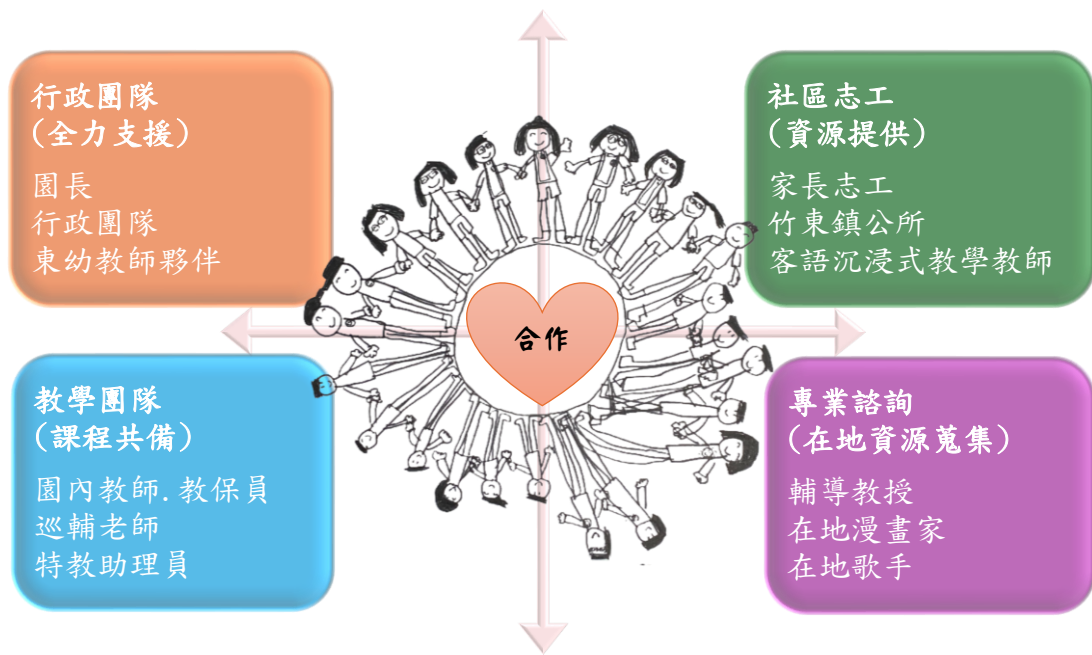 行政團隊
(全力支援)
園長
行政團隊
東幼教師夥伴
社區志工
(資源提供)
家長志工
竹東鎮公所
客語沉浸式教學教師
合作
教學團隊
(課程共備)
園內教師.教保員
巡輔老師
特教助理員
專業諮詢
(在地資源蒐集)
輔導教授
在地漫畫家
在地歌手